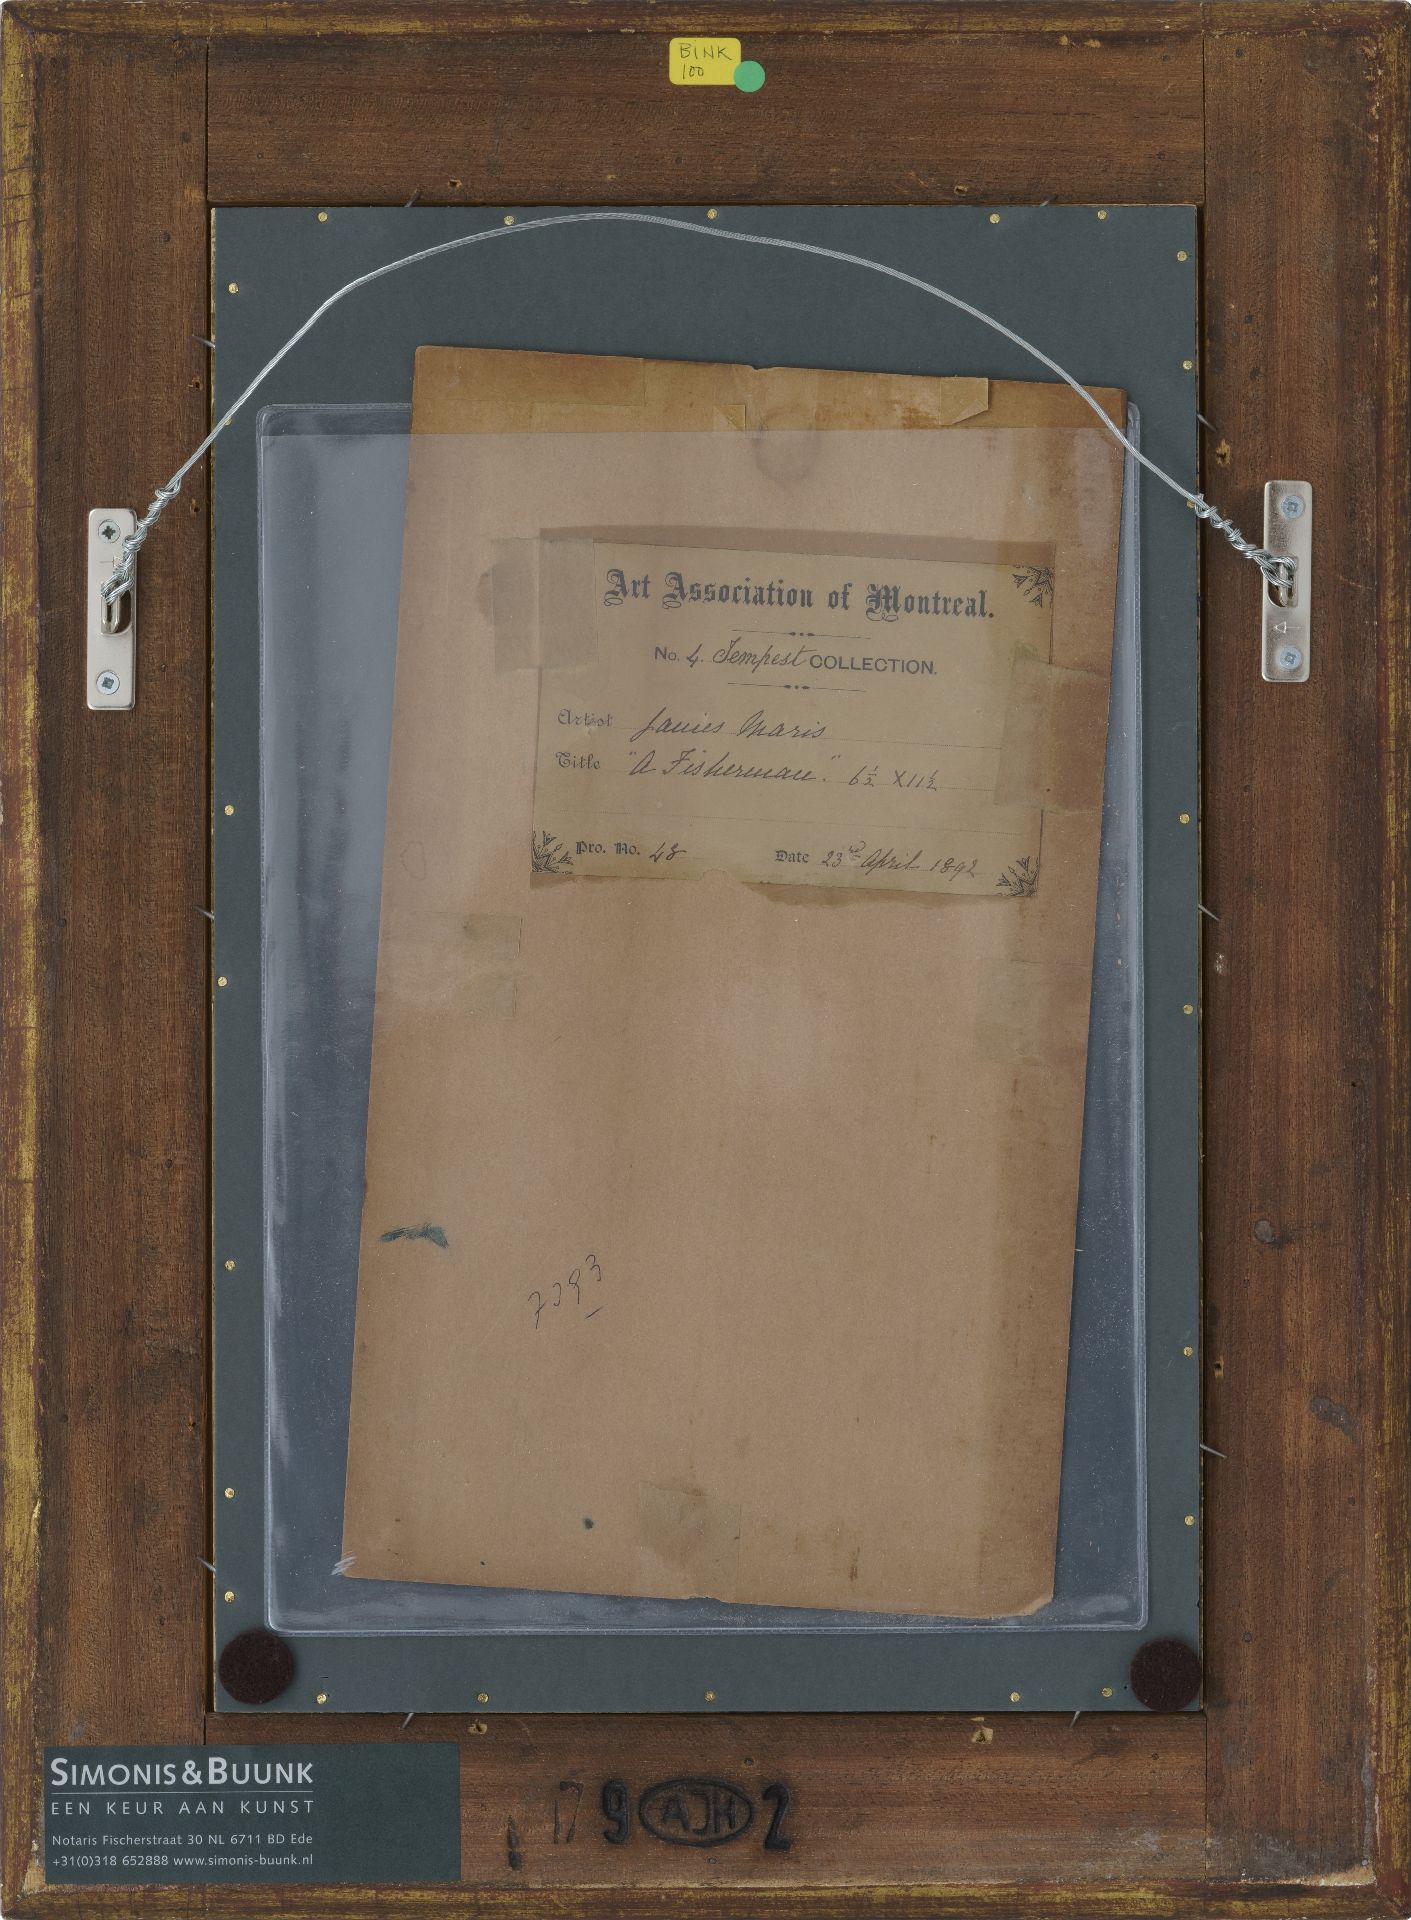 BINK
100
Art Association of Montreal.
No. 4. Tempest COLLECTION.
Artist James Maris
Title "A Fisherman". 6½ X 11½
Pro. No. 48
Date 23rd April 1892
7393
SIMONIS & BUUNK
EEN KEUR AAN KUNST
Notaris Fischerstraat 30 NL 6711 BD Ede
+31(0)318 652888 www.simonis-buunk.nl
179 AJH 2